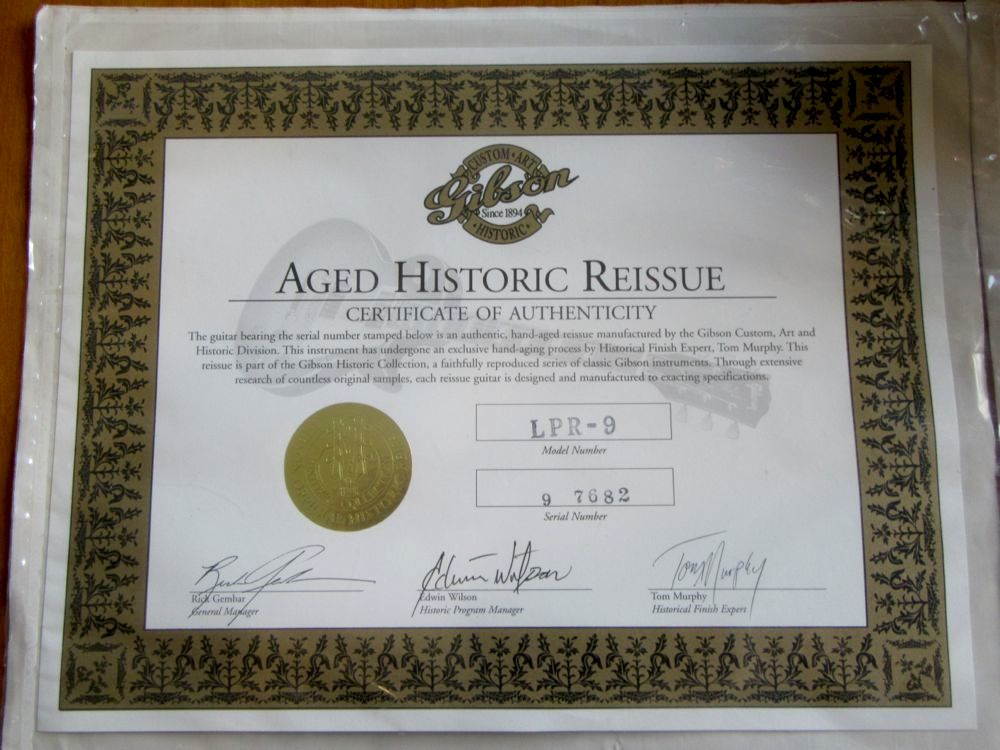 CUSTOM • ART
Gibson
Since 1894
• HISTORIC •
AGED HISTORIC REISSUE
CERTIFICATE OF AUTHENTICITY
The guitar bearing the serial number stamped below is an authentic, hand-aged reissue manufactured by the Gibson Custom, Art and
Historic Division. This instrument has undergone an exclusive hand-aging process by Historical Finish Expert, Tom Murphy. This
reissue is part of the Gibson Historic Collection, a faithfully reproduced series of classic Gibson instruments. Through extensive
research of countless original samples, each reissue guitar is designed and manufactured to exacting specifications.
LPR-9
Model Number
9 7682
Serial Number
Edwin Wilson
Tom Murphy
Rick Gembar
Edwin Wilson
Tom Murphy
General Manager
Historic Program Manager
Historical Finish Expert